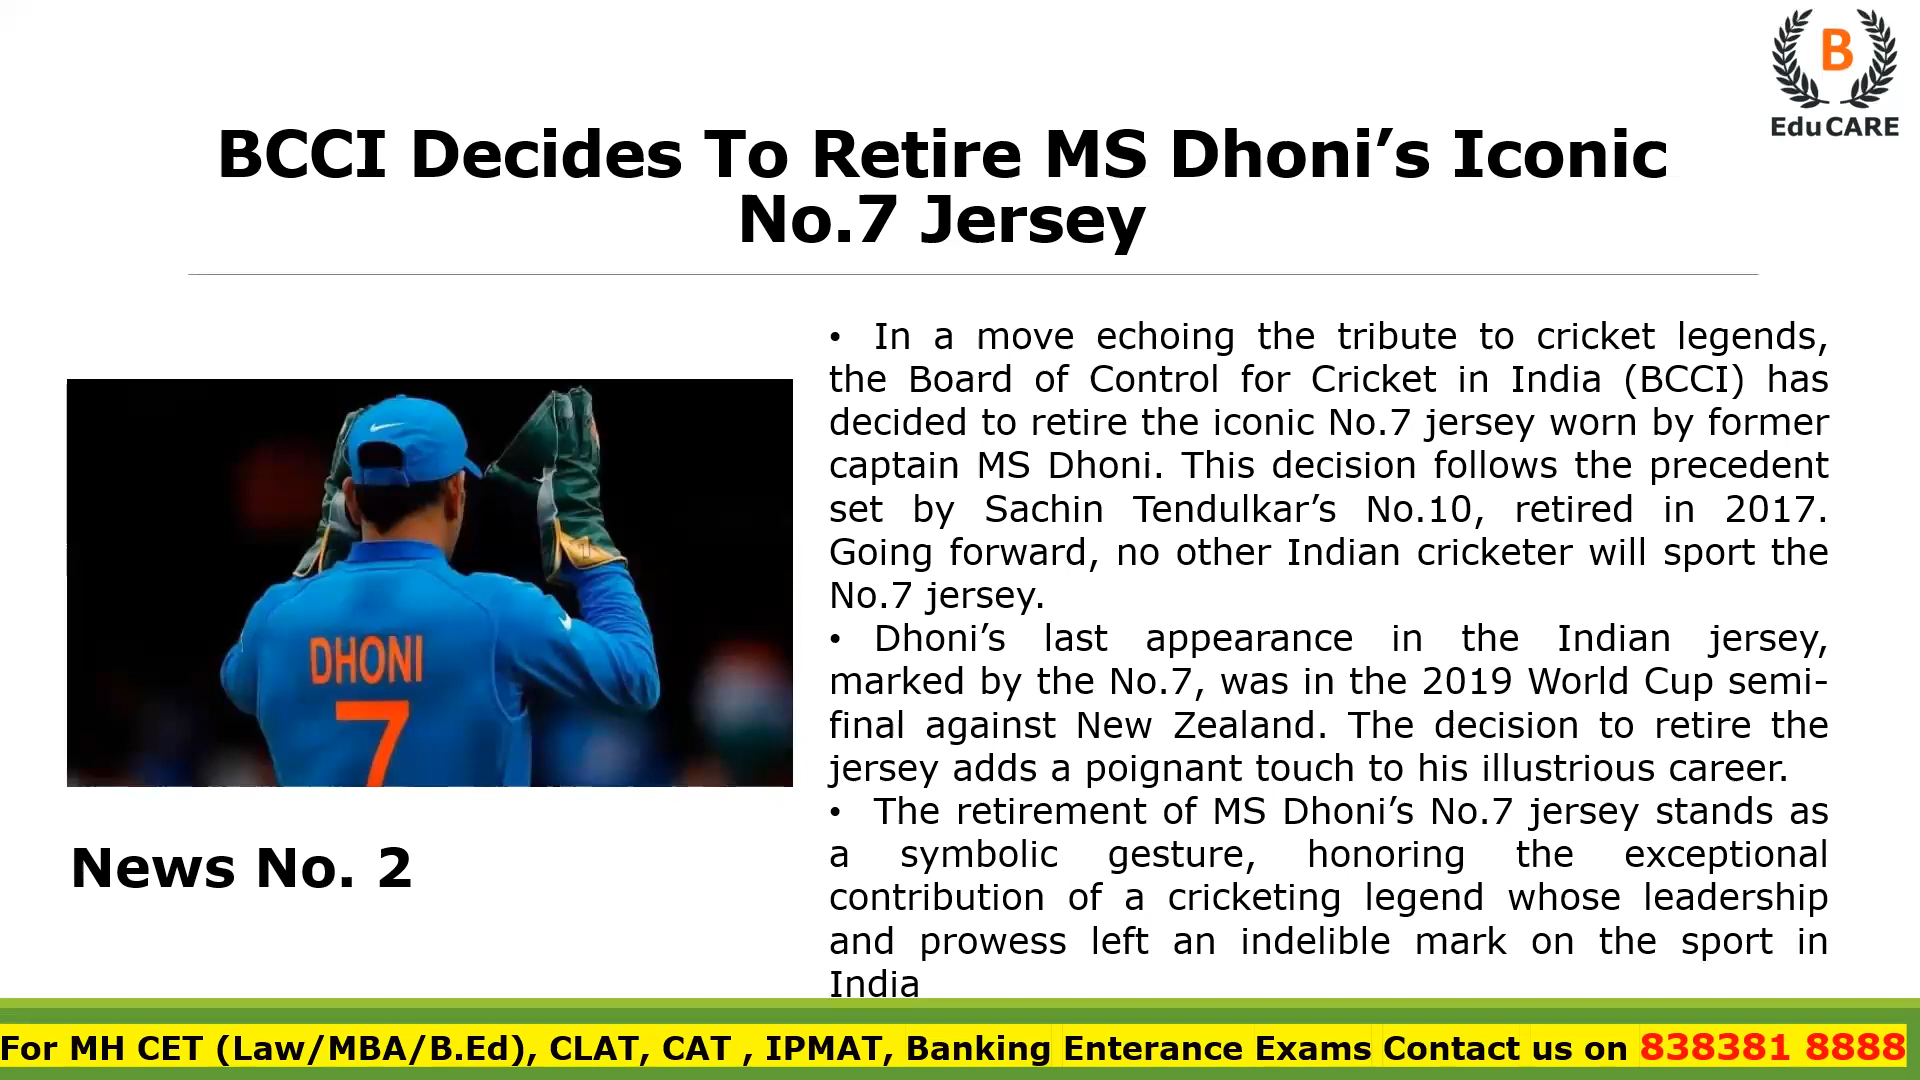 B
EduCARE
BCCI Decides To Retire MS Dhoni’s Iconic
No.7 Jersey
DHONI
7
News No. 2
• In a move echoing the tribute to cricket legends,
the Board of Control for Cricket in India (BCCI) has
decided to retire the iconic No.7 jersey worn by former
captain MS Dhoni. This decision follows the precedent
set by Sachin Tendulkar’s No.10, retired in 2017.
Going forward, no other Indian cricketer will sport the
No.7 jersey.
• Dhoni’s last appearance in the Indian jersey,
marked by the No.7, was in the 2019 World Cup semi-
final against New Zealand. The decision to retire the
jersey adds a poignant touch to his illustrious career.
• The retirement of MS Dhoni’s No.7 jersey stands as
a symbolic gesture, honoring the exceptional
contribution of a cricketing legend whose leadership
and prowess left an indelible mark on the sport in
India
For MH CET (Law/MBA/B.Ed), CLAT, CAT , IPMAT, Banking Enterance Exams Contact us on 838381 8888